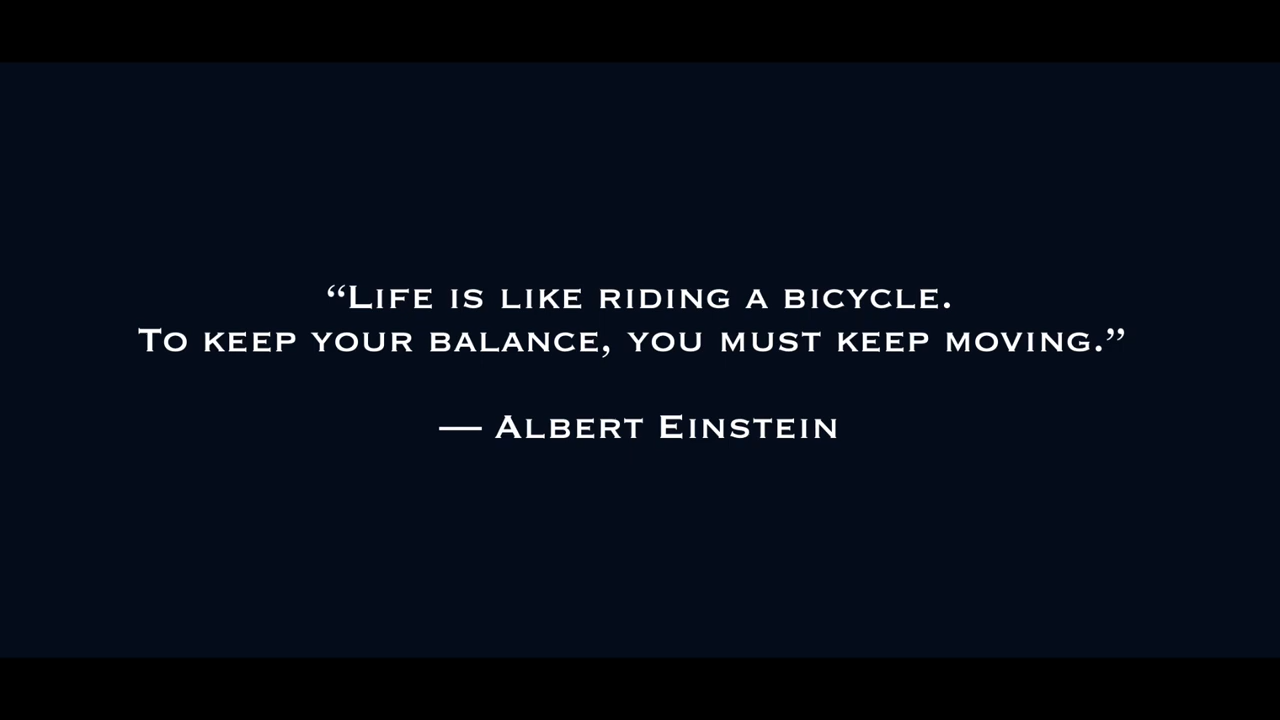 “Life is like riding a bicycle.
To keep your balance, you must keep moving.”
— Albert Einstein